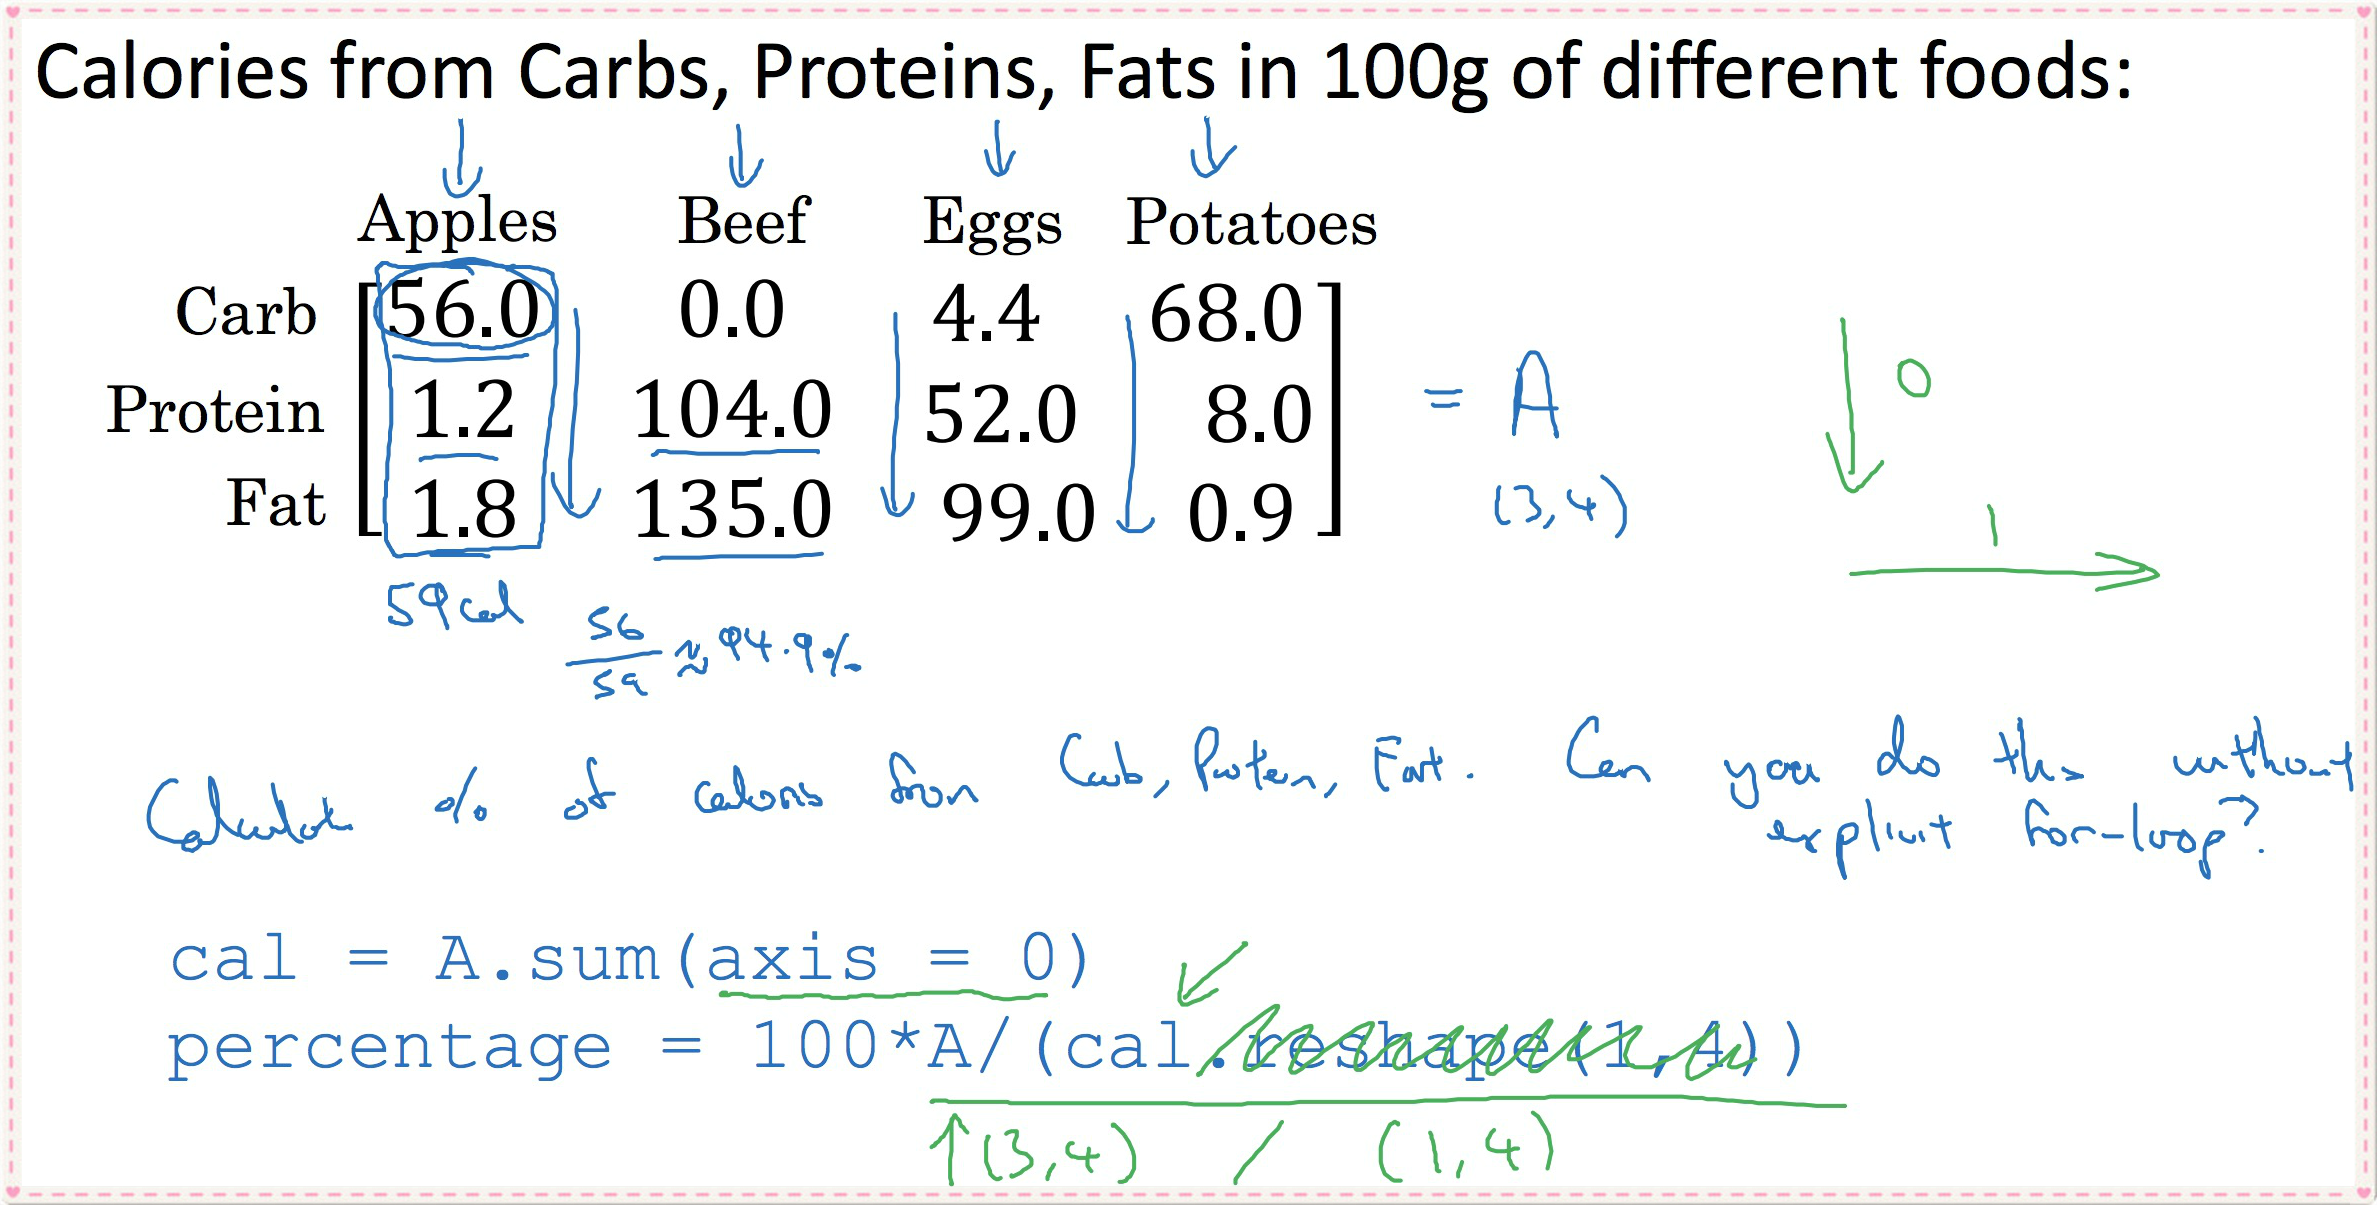 Calories from Carbs, Proteins, Fats in 100g of different foods:
Apples Beef Eggs Potatoes
Carb 56.0 0.0 4.4 68.0
Protein 1.2 104.0 52.0 8.0
Fat 1.8 135.0 99.0 0.9
= A
(3,4)
0
1
59 cal
56/59 ≈ 94.9%
Calculate % of calories from Carb, Protein, Fat. Can you do this without
explicit for-loop?
cal = A.sum(axis = 0)
percentage = 100*A/(cal.reshape(1,4))
↑(3,4) / (1,4)